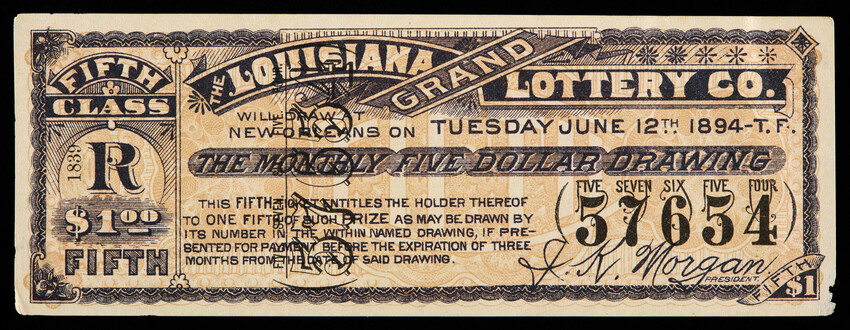 FIFTH
CLASS
1839
R
$1.00
FIFTH
THE LOUISIANA
GRAND
LOTTERY CO.
WILL DRAW AT
NEW ORLEANS ON TUESDAY JUNE 12TH. 1894-T.F.
THE MONTHLY FIVE DOLLAR DRAWING
THIS FIFTH TICKET ENTITLES THE HOLDER THEREOF
TO ONE FIFTH OF SUCH PRIZE AS MAY BE DRAWN BY
ITS NUMBER IN THE WITHIN NAMED DRAWING, IF PRE-
SENTED FOR PAYMENT BEFORE THE EXPIRATION OF THREE
MONTHS FROM THE DATE OF SAID DRAWING.
FIVE SEVEN SIX FIVE FOUR
(57654)
J. K. Morgan
PRESIDENT.
FIFTH
$1